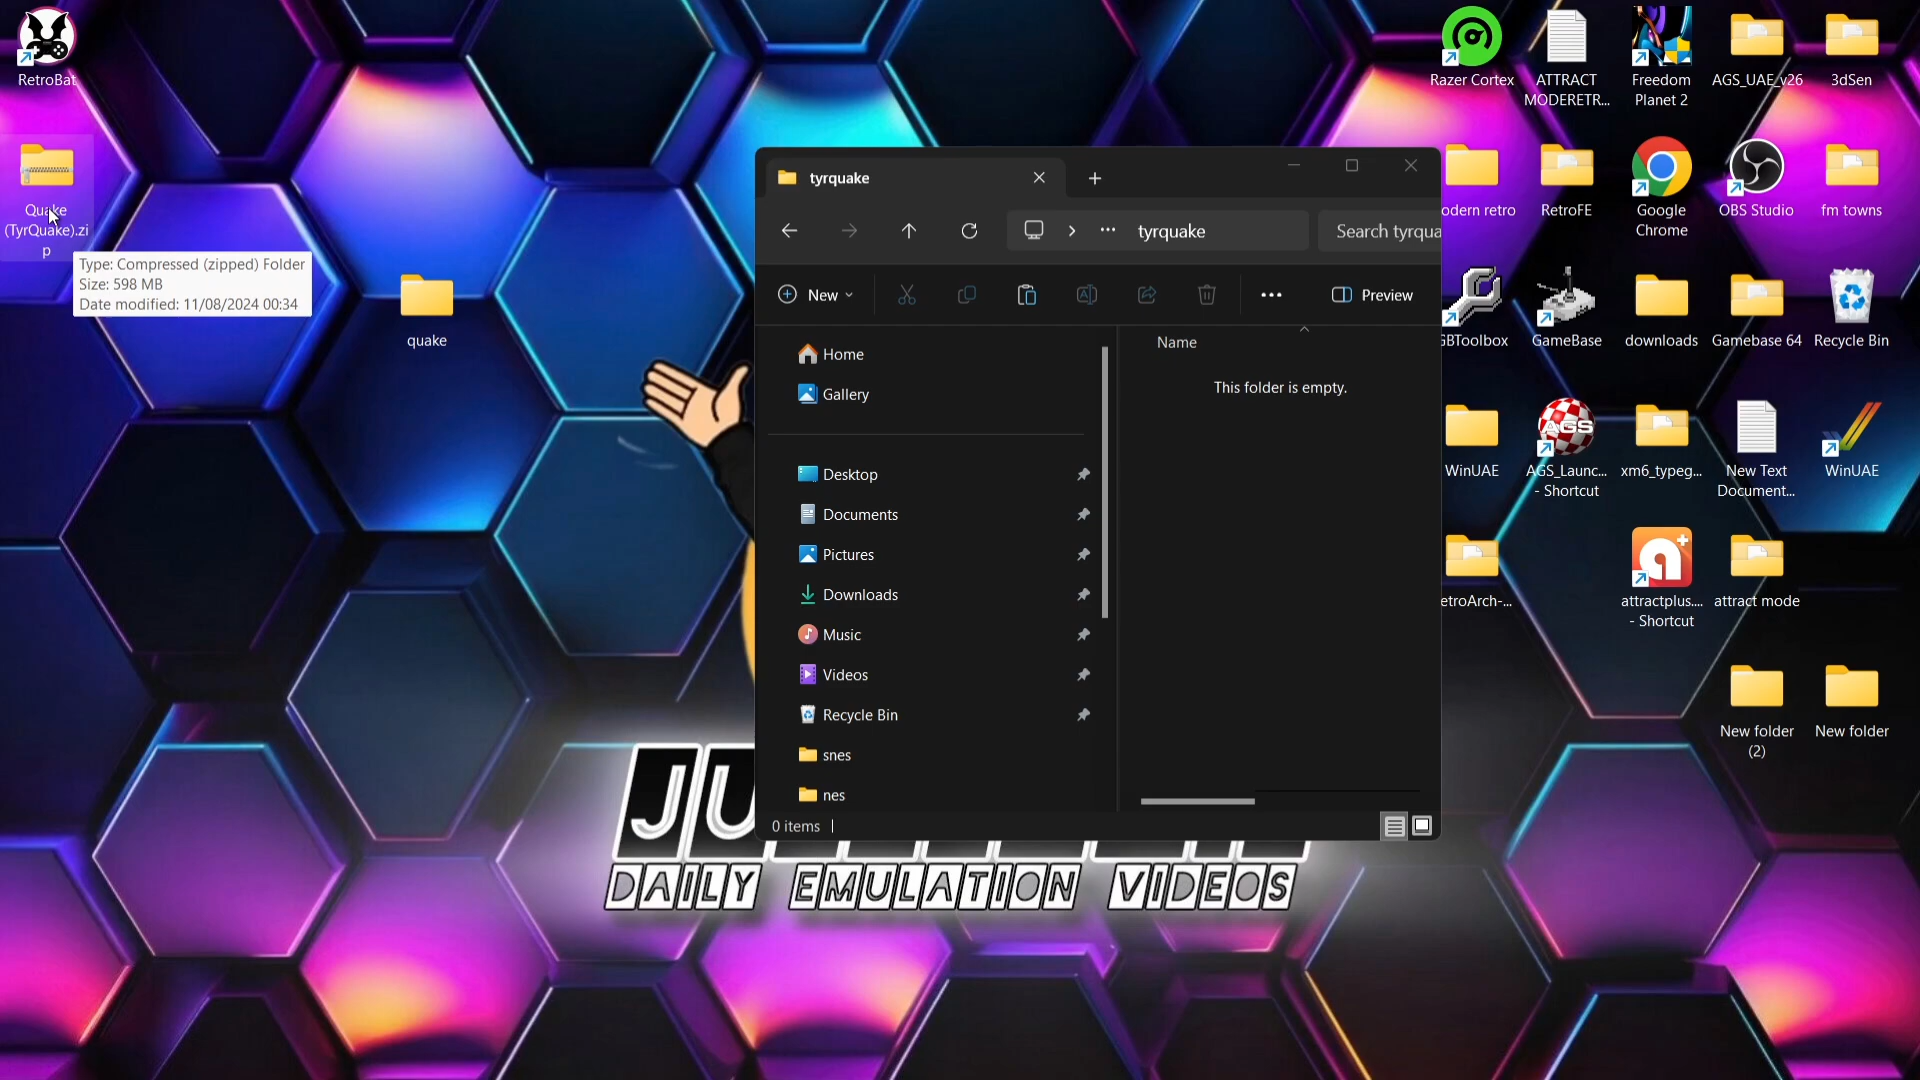 RetroBat
Quake
(TyrQuake).zi
p
Type: Compressed (zipped) Folder
Size: 598 MB
Date modified: 11/08/2024 00:34
quake
tyrquake
tyrquake
Search tyrqua
New
Preview
Home
Gallery
Desktop
Documents
Pictures
Downloads
Music
Videos
Recycle Bin
snes
nes
Name
This folder is empty.
0 items
JU
DAILY EMULATION VIDEOS
Razer Cortex
ATTRACT
MODERETR...
Freedom
Planet 2
AGS_UAE_v26
3dSen
odern retro
RetroFE
Google
Chrome
OBS Studio
fm towns
GBToolbox
GameBase
downloads
Gamebase 64
Recycle Bin
WinUAE
AGS
AGS_Launc...
- Shortcut
xm6_typeg...
New Text
Document...
WinUAE
etroArch-...
attractplus....
- Shortcut
attract mode
New folder
(2)
New folder